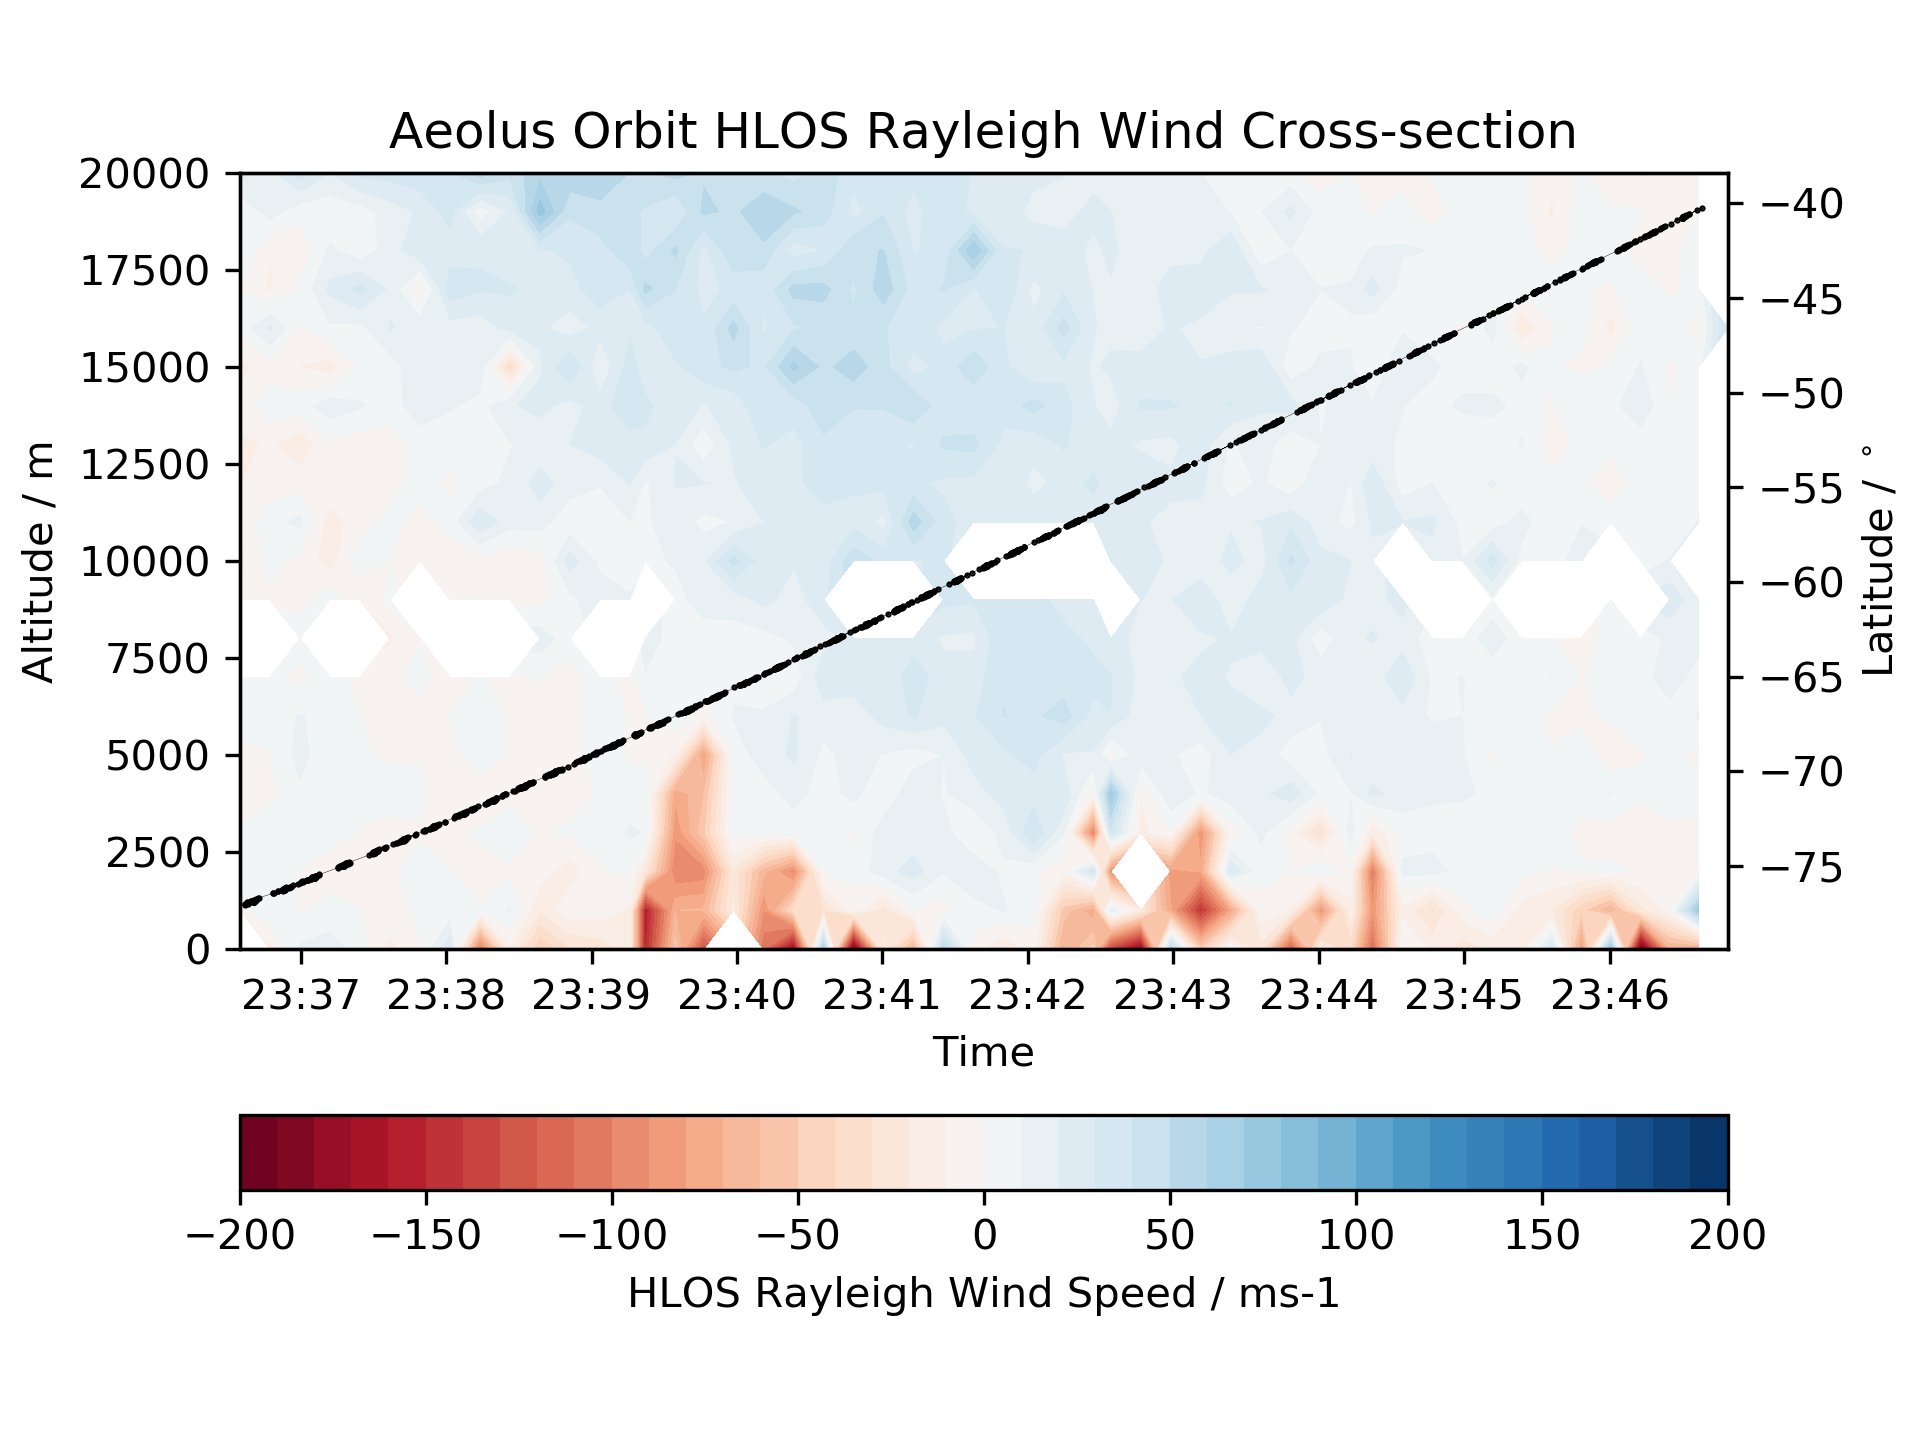 Aeolus Orbit HLOS Rayleigh Wind Cross-section
20000
17500
15000
12500
10000
7500
5000
2500
0
Altitude / m
−40
−45
−50
−55
−60
−65
−70
−75
Latitude / °
23:37 23:38 23:39 23:40 23:41 23:42 23:43 23:44 23:45 23:46
Time
−200 −150 −100 −50 0 50 100 150 200
HLOS Rayleigh Wind Speed / ms-1